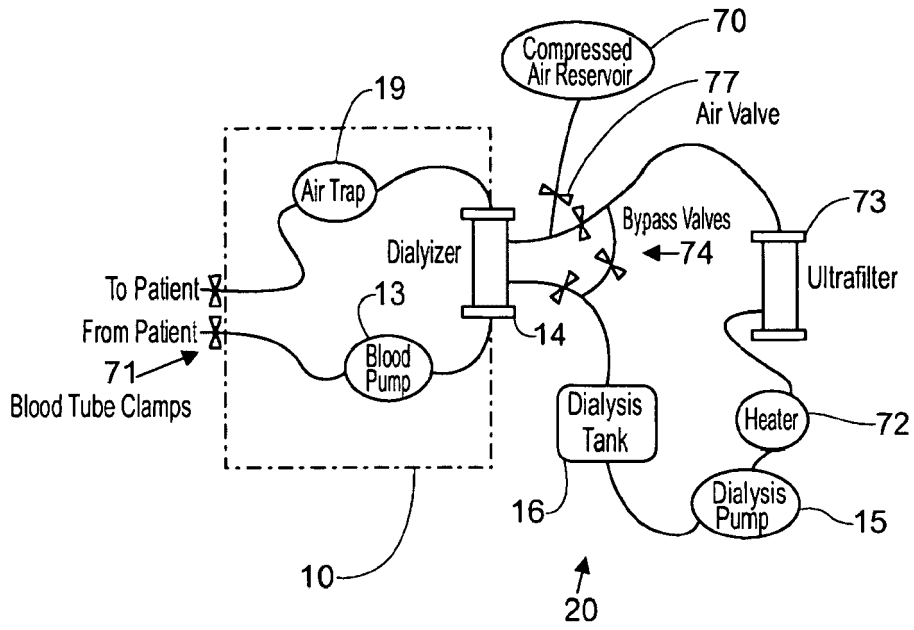 70
Compressed
Air Reservoir
77
Air Valve
19
Air Trap
73
Bypass Valves
74
Dialyizer
Ultrafilter
To Patient
13
From Patient
14
71
Blood
Pump
Blood Tube Clamps
Dialysis
Tank
Heater
72
16
Dialysis
Pump
15
10
20